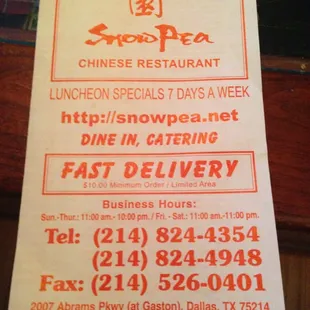 Snow Pea
CHINESE RESTAURANT
LUNCHEON SPECIALS 7 DAYS A WEEK
http://snowpea.net
DINE IN, CATERING
FAST DELIVERY
$10.00 Minimum Order / Limited Area
Business Hours:
Sun.-Thur.: 11:00 am.- 10:00 pm. / Fri. - Sat.: 11:00 am.-11:00 pm.
Tel: (214) 824-4354
(214) 824-4948
Fax: (214) 526-0401
2007 Abrams Pkwy (at Gaston), Dallas, TX 75214